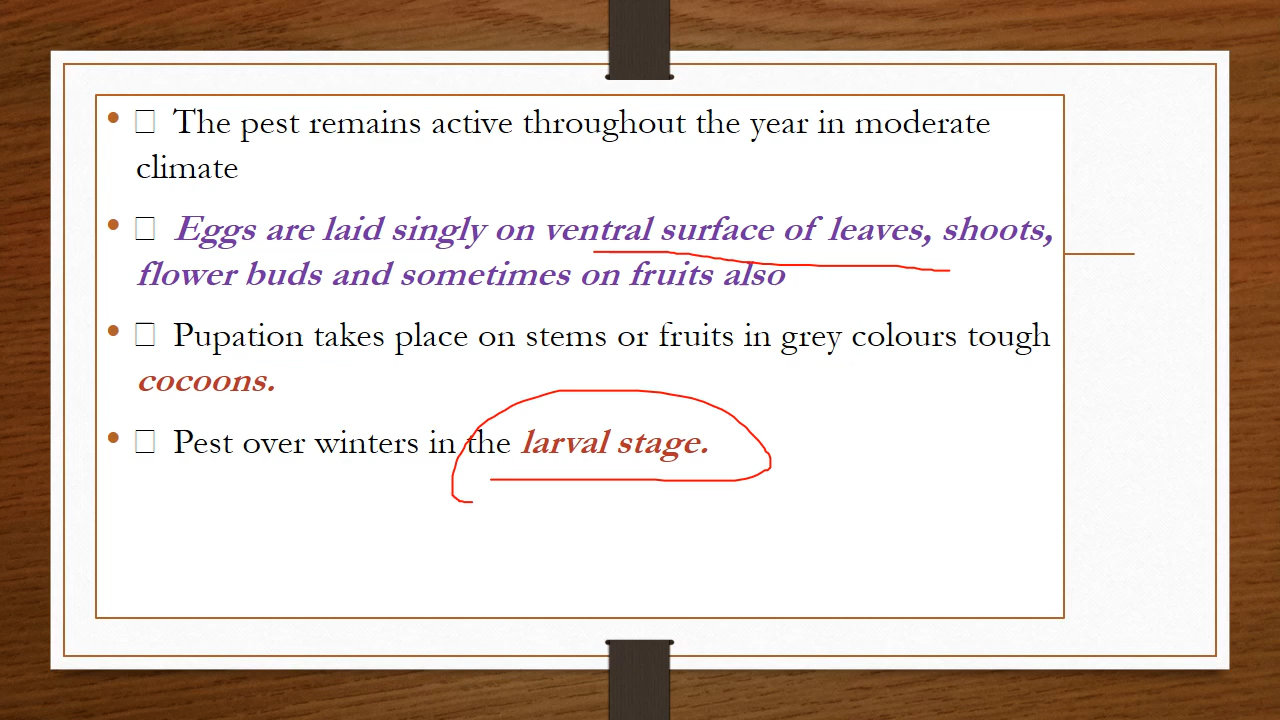 • □ The pest remains active throughout the year in moderate
climate
• □ Eggs are laid singly on ventral surface of leaves, shoots,
flower buds and sometimes on fruits also
• □ Pupation takes place on stems or fruits in grey colours tough
cocoons.
• □ Pest over winters in the larval stage.